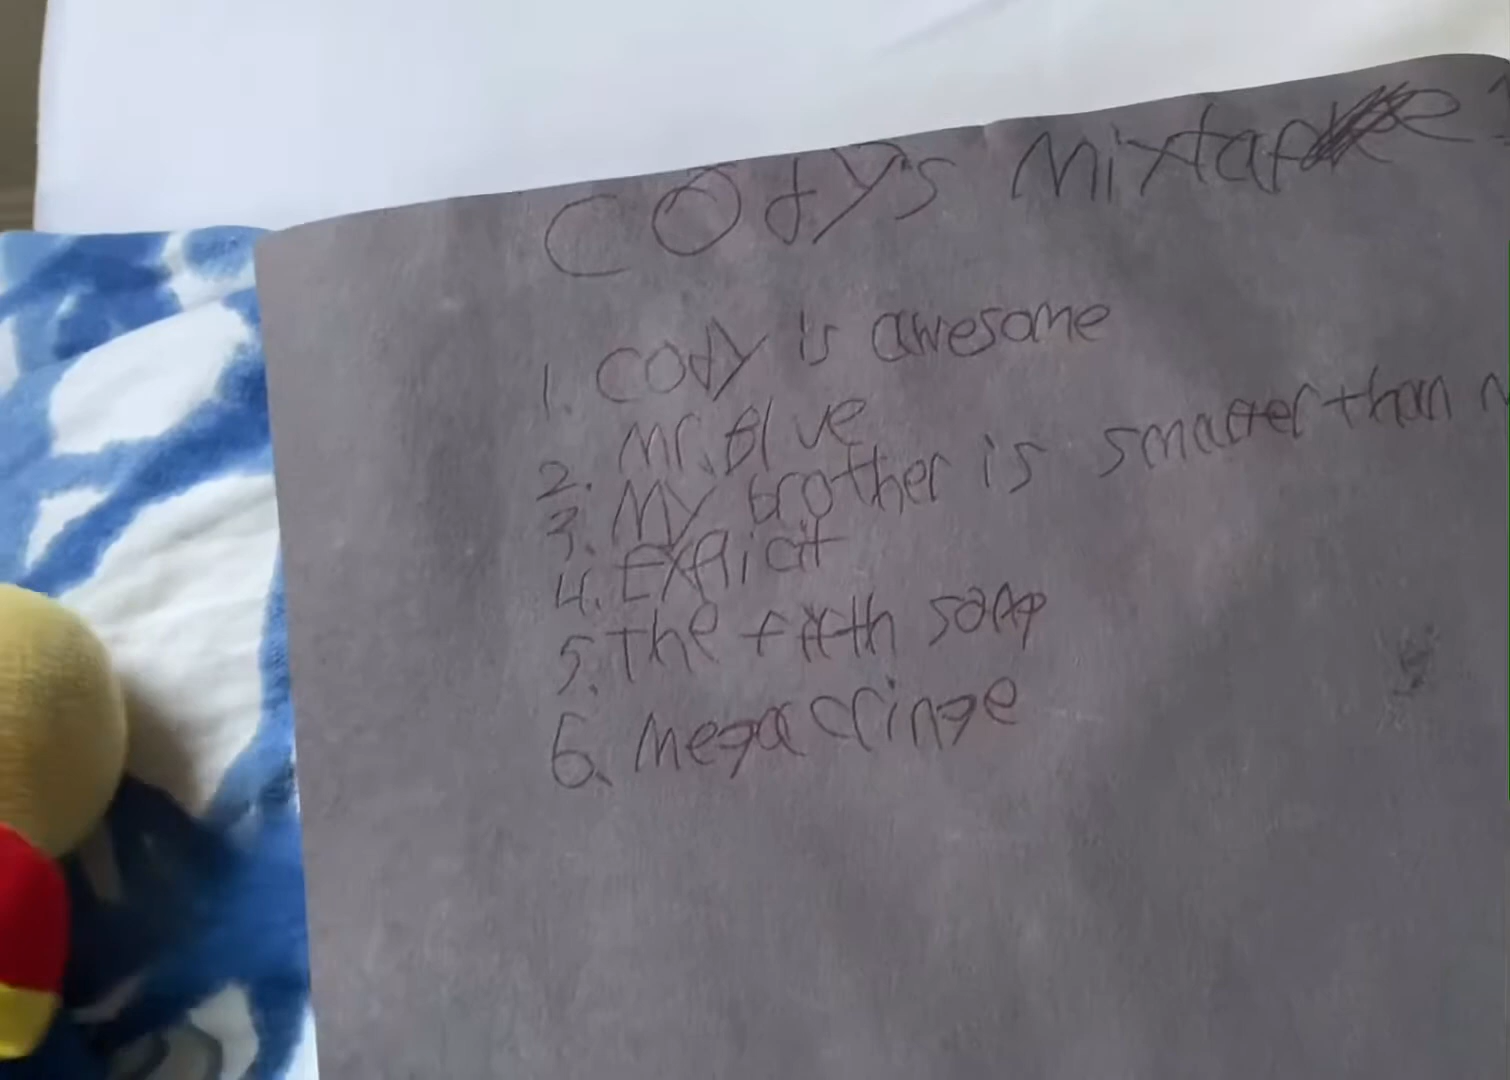 Cody's Mixtape
1. Cody is awesome
2. Mr. Blue
3. My brother is smarter than
4. Explicit
5. The fifth song
6. Mega cringe